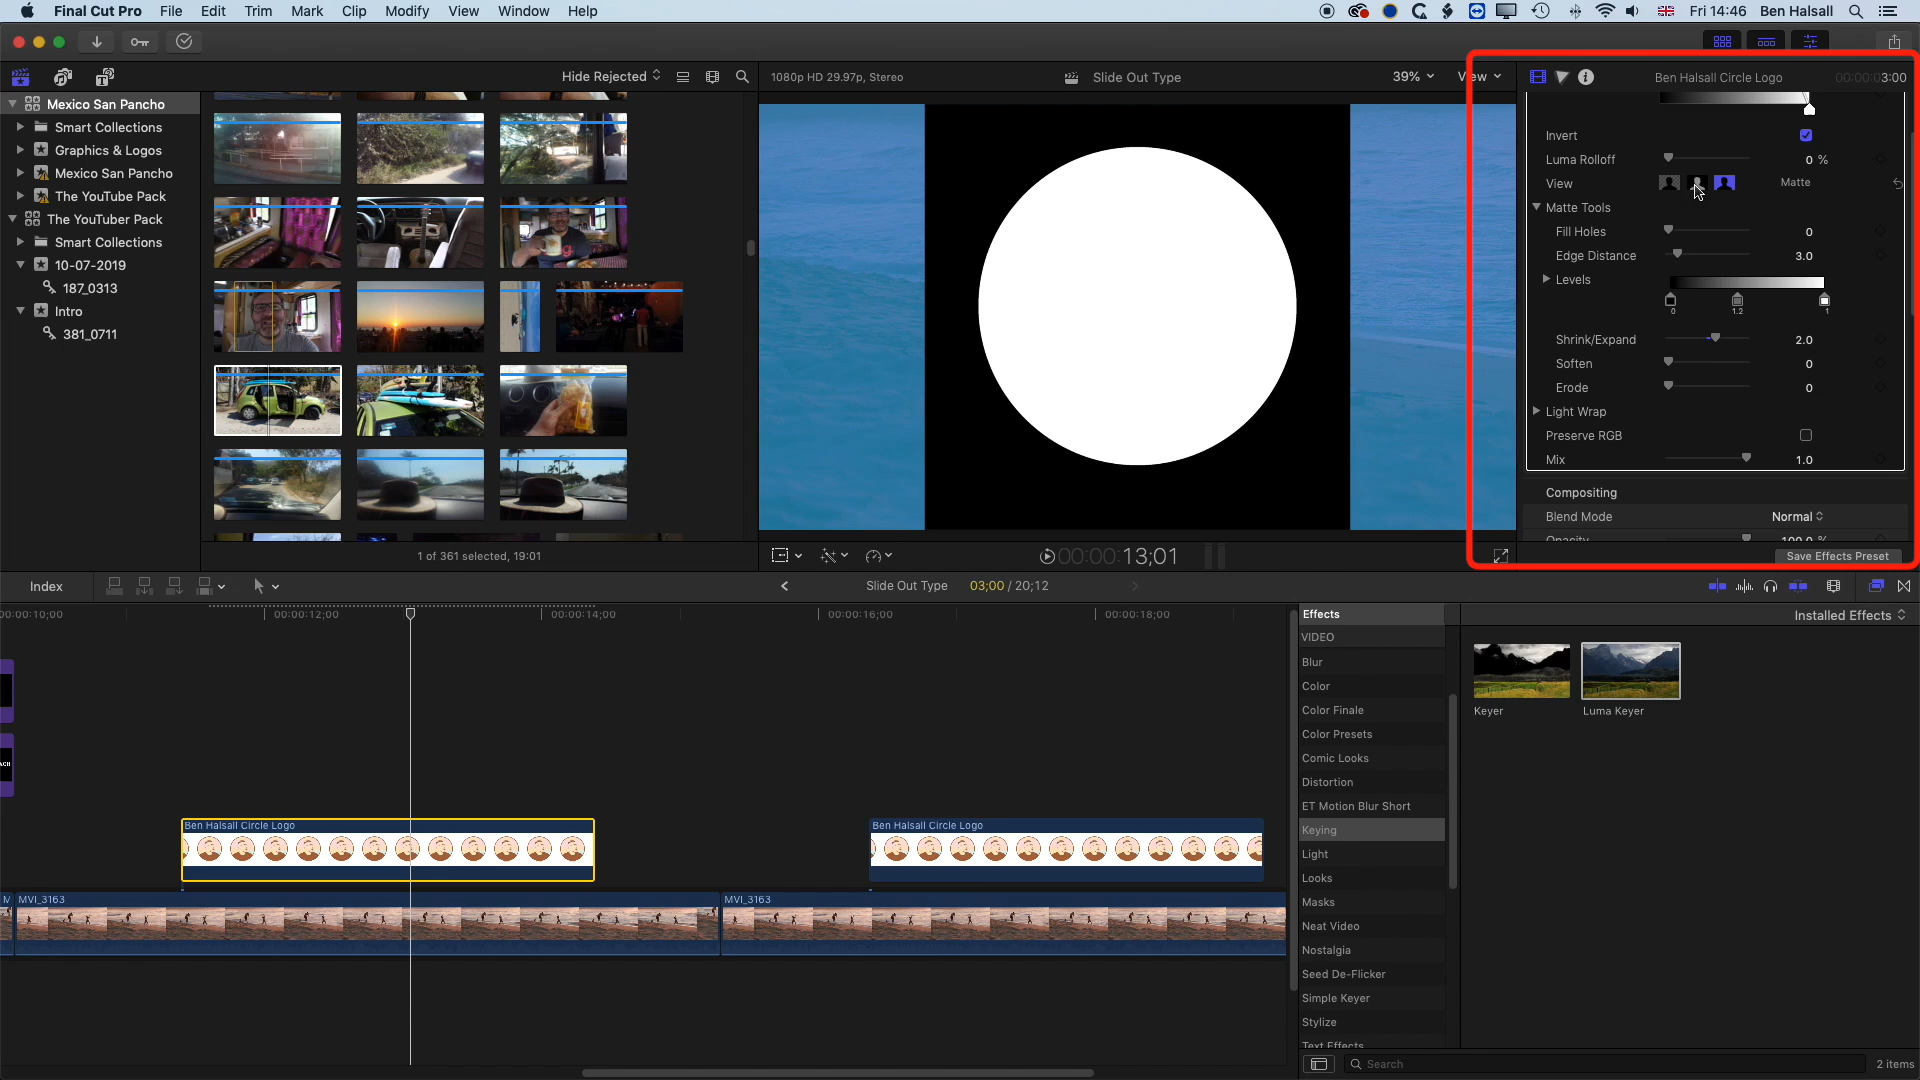 Final Cut Pro File Edit Trim Mark Clip Modify View Window Help Fri 14:46 Ben Halsall
Hide Rejected
1080p HD 29.97p, Stereo
Slide Out Type
39%
View
Ben Halsall Circle Logo
00:00:03:00
Mexico San Pancho
Smart Collections
Graphics & Logos
Mexico San Pancho
The YouTube Pack
The YouTuber Pack
Smart Collections
10-07-2019
187_0313
Intro
381_0711
Invert
Luma Rolloff 0 %
View Matte
Matte Tools
Fill Holes 0
Edge Distance 3.0
Levels
0 1.2 1
Shrink/Expand 2.0
Soften 0
Erode 0
Light Wrap
Preserve RGB
Mix 1.0
Compositing
Blend Mode Normal
Opacity 100.0 %
Save Effects Preset
1 of 361 selected, 19:01
00:00:13;01
Index
Slide Out Type 03;00 / 20;12
00:00:10;00
00:00:12;00
00:00:14;00
00:00:16;00
00:00:18;00
ACH
Ben Halsall Circle Logo
Ben Halsall Circle Logo
M
MVI_3163
MVI_3163
Effects
Installed Effects
VIDEO
Blur
Color
Color Finale
Color Presets
Comic Looks
Distortion
ET Motion Blur Short
Keying
Light
Looks
Masks
Neat Video
Nostalgia
Seed De-Flicker
Simple Keyer
Stylize
Text Effects
Keyer
Luma Keyer
Search
2 items